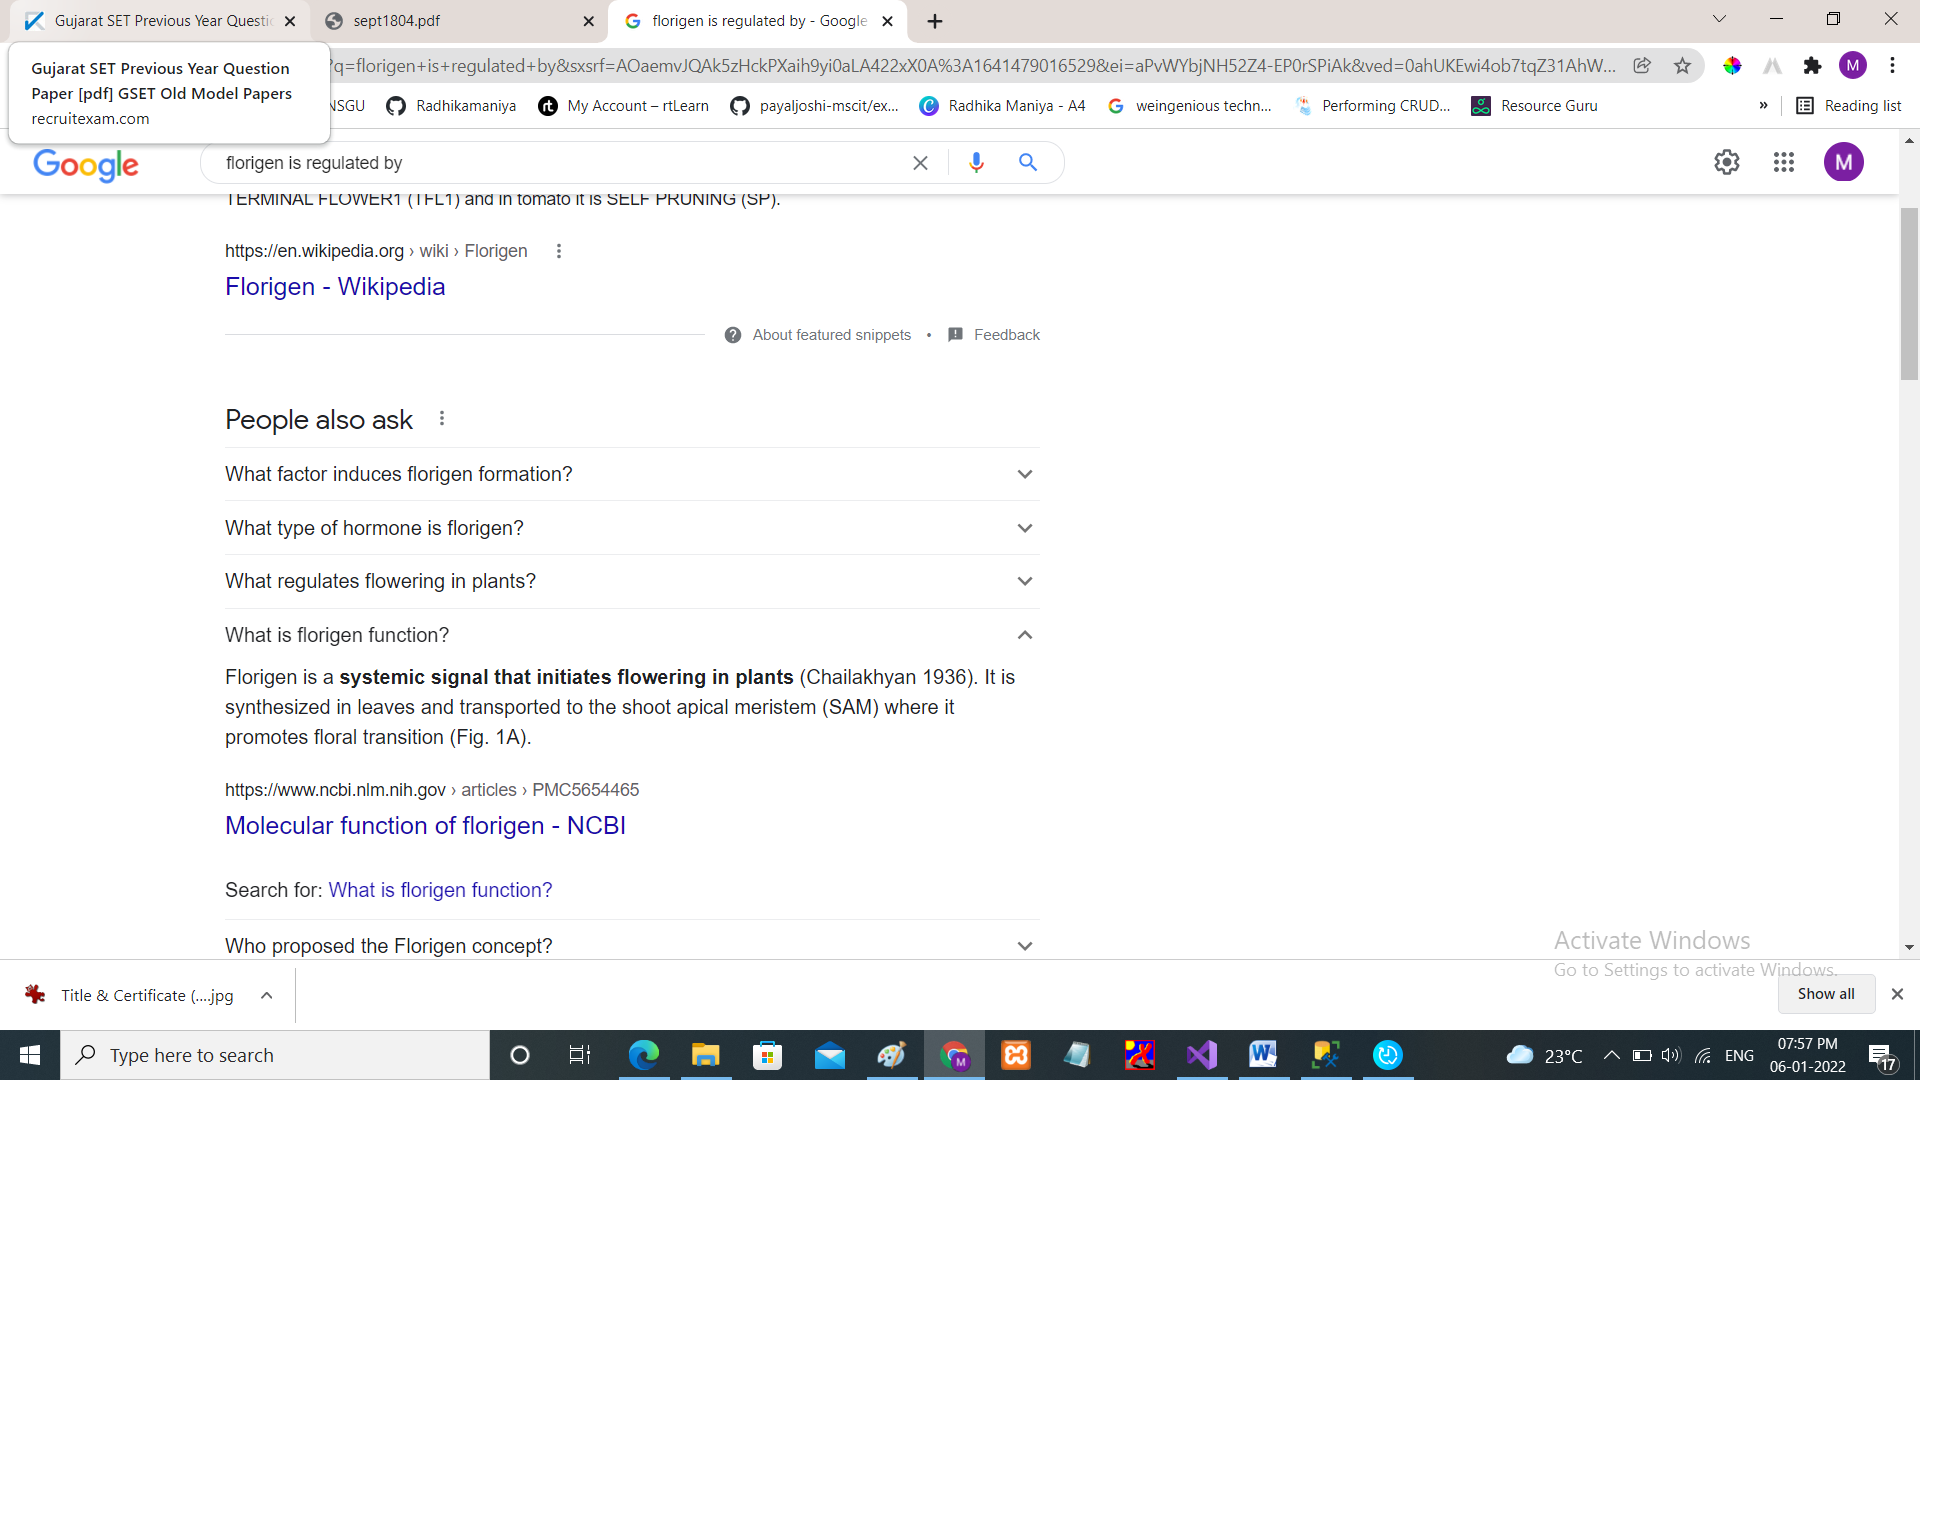 Gujarat SET Previous Year Questi
sept1804.pdf
florigen is regulated by - Google
Gujarat SET Previous Year Question
Paper [pdf] GSET Old Model Papers
recruitexam.com
?q=florigen+is+regulated+by&sxsrf=AOaemvJQAk5zHckPXaih9yi0aLA422xX0A%3A1641479016529&ei=aPvWYbjNH52Z4-EP0rSPiAk&ved=0ahUKEwi4ob7tqZ31AhW...
M
NSGU
Radhikamaniya
My Account – rtLearn
payaljoshi-mscit/ex...
Radhika Maniya - A4
weingenious techn...
Performing CRUD...
Resource Guru
»
Reading list
Google
florigen is regulated by
M
TERMINAL FLOWER1 (TFL1) and in tomato it is SELF PRUNING (SP).
https://en.wikipedia.org › wiki › Florigen
Florigen - Wikipedia
About featured snippets • Feedback
People also ask
What factor induces florigen formation?
What type of hormone is florigen?
What regulates flowering in plants?
What is florigen function?
Florigen is a systemic signal that initiates flowering in plants (Chailakhyan 1936). It is
synthesized in leaves and transported to the shoot apical meristem (SAM) where it
promotes floral transition (Fig. 1A).
https://www.ncbi.nlm.nih.gov › articles › PMC5654465
Molecular function of florigen - NCBI
Search for: What is florigen function?
Who proposed the Florigen concept?
Activate Windows
Go to Settings to activate Windows.
Title & Certificate (....jpg
Show all
Type here to search
23°C
ENG
07:57 PM
06-01-2022
17